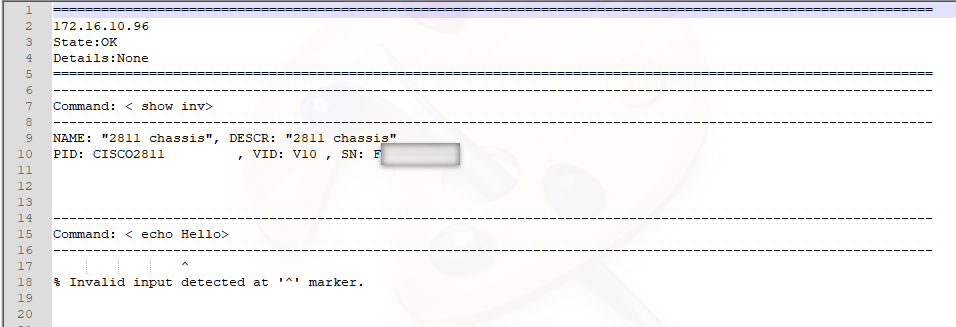 1 ==============================================================================================================
2 172.16.10.96
3 State:OK
4 Details:None
5 ==============================================================================================================
6 --------------------------------------------------------------------------------------------------------------
7 Command: < show inv>
8 --------------------------------------------------------------------------------------------------------------
9 NAME: "2811 chassis", DESCR: "2811 chassis"
10 PID: CISCO2811         , VID: V10 , SN: F
11
12
13
14 --------------------------------------------------------------------------------------------------------------
15 Command: < echo Hello>
16 --------------------------------------------------------------------------------------------------------------
17                 ^
18 % Invalid input detected at '^' marker.
19
20